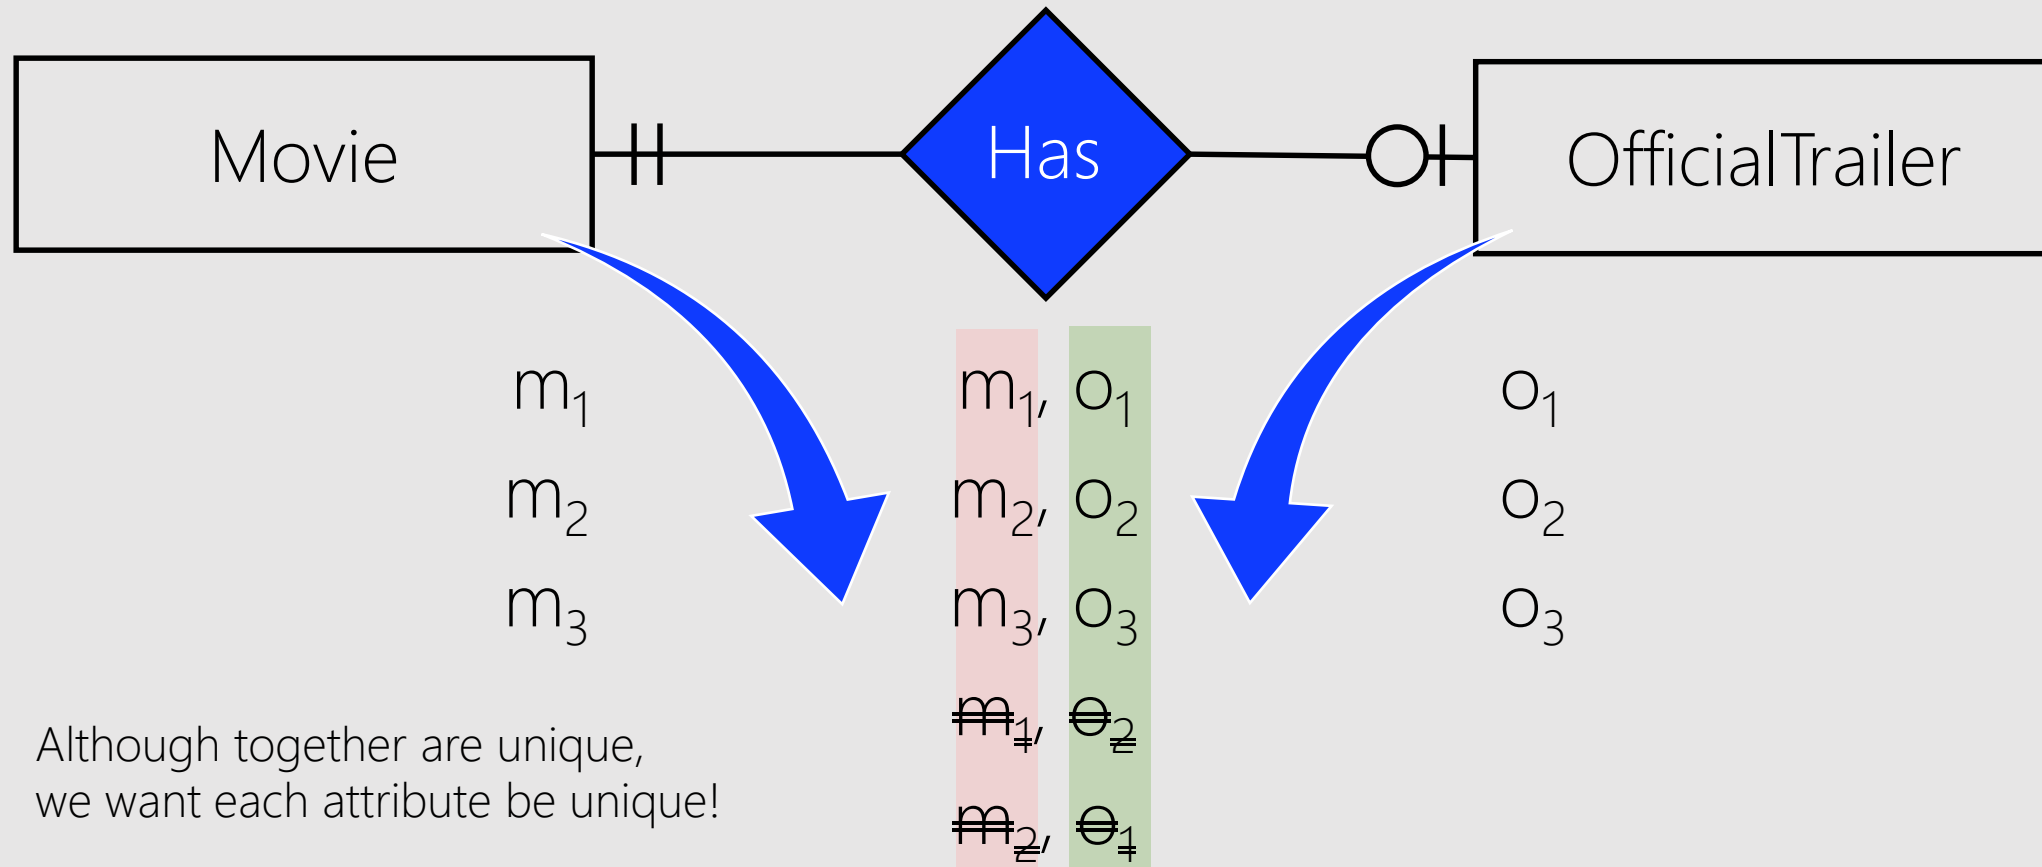 Movie Has OfficialTrailer
m₁ m₁, o₁ o₁
m₂ m₂, o₂ o₂
m₃ m₃, o₃ o₃
m₁, o₂
Although together are unique,
we want each attribute be unique!
m₂, o₁